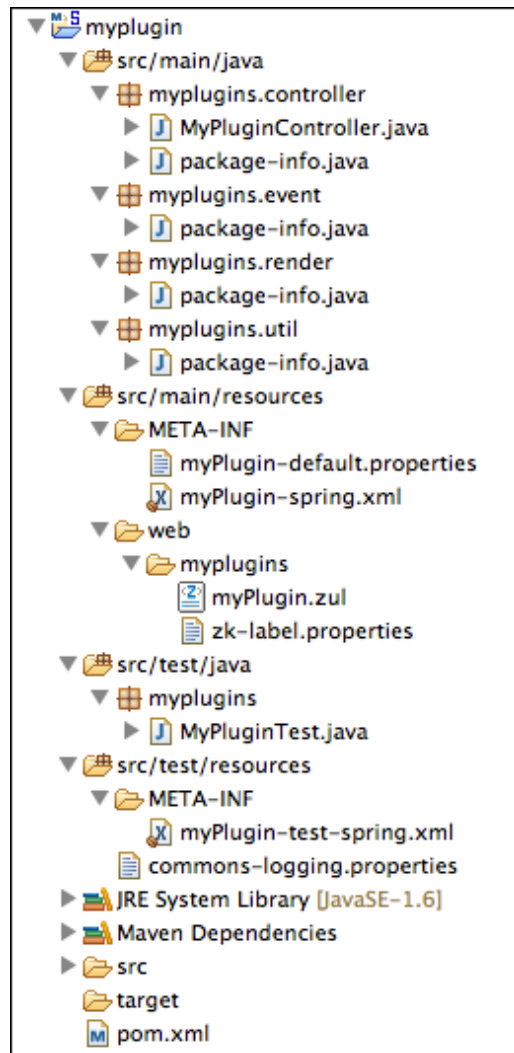 myplugin
src/main/java
myplugins.controller
MyPluginController.java
package-info.java
myplugins.event
package-info.java
myplugins.render
package-info.java
myplugins.util
package-info.java
src/main/resources
META-INF
myPlugin-default.properties
myPlugin-spring.xml
web
myplugins
myPlugin.zul
zk-label.properties
src/test/java
myplugins
MyPluginTest.java
src/test/resources
META-INF
myPlugin-test-spring.xml
commons-logging.properties
JRE System Library [JavaSE-1.6]
Maven Dependencies
src
target
pom.xml